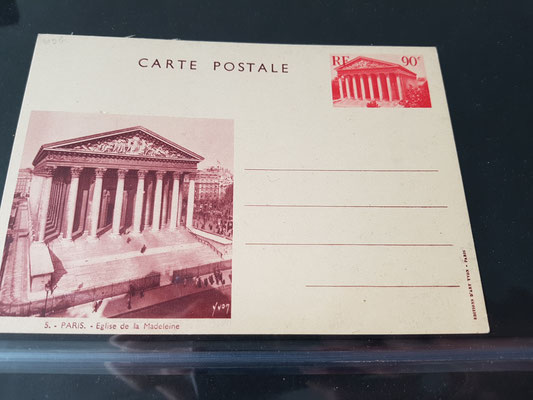 CARTE POSTALE
RF 90ᶜ
YVON
5. - PARIS. - Eglise de la Madeleine
EDITIONS D'ART YVON - PARIS